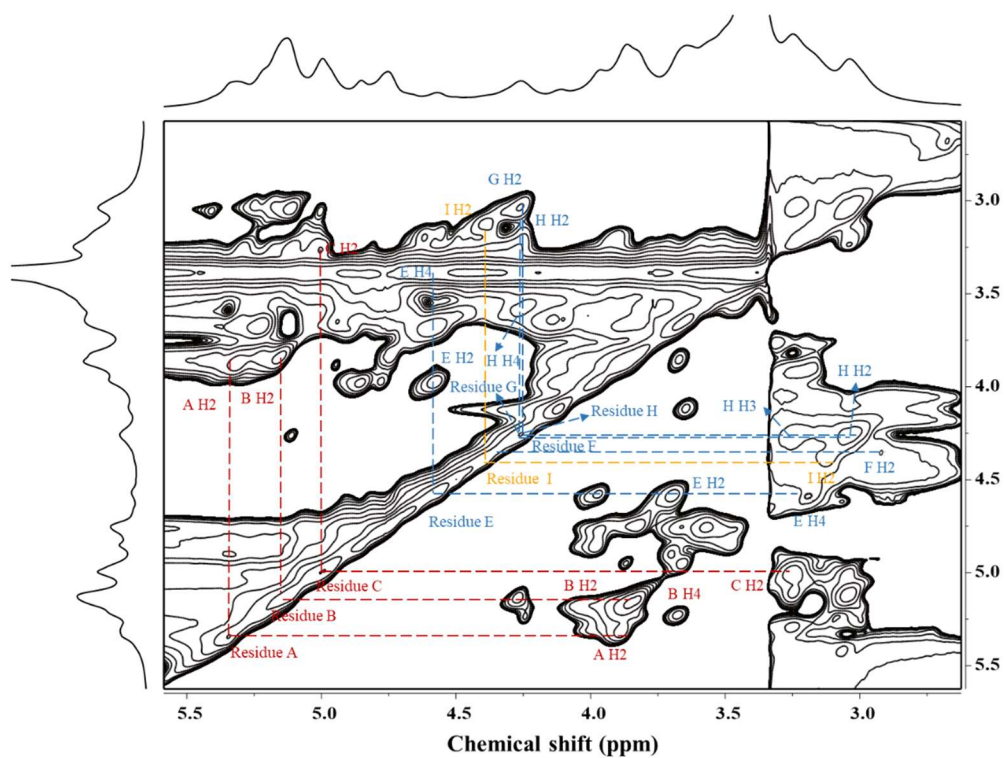 G H2
3.0
I H2
H H2
C H2
E H4
3.5
H H4
E H2
H H2
A H2
B H2
Residue G
H H3
4.0
Residue H
Residue F
F H2
Residue I
I H2
4.5
E H2
Residue E
E H4
5.0
Residue C
B H2
B H4
C H2
Residue B
Residue A
A H2
5.5
5.5
5.0
4.5
4.0
3.5
3.0
Chemical shift (ppm)